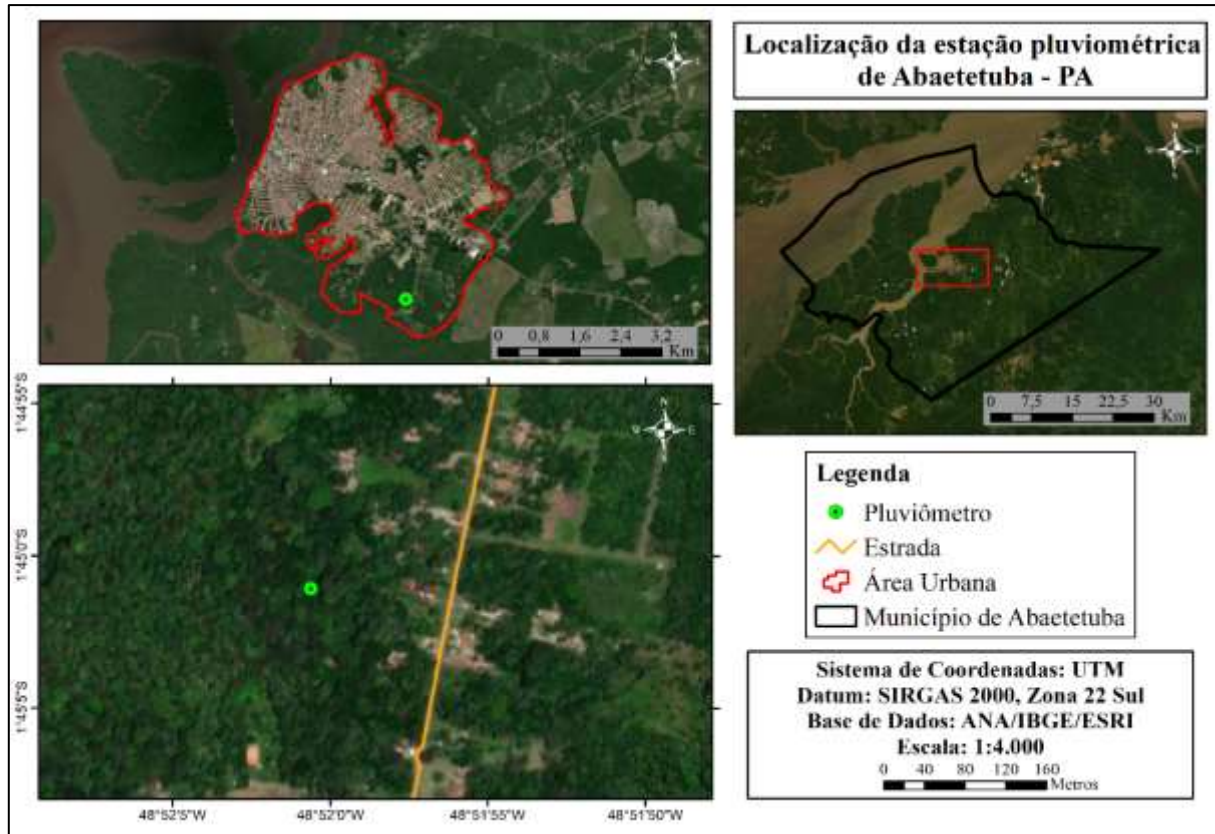 Localização da estação pluviométrica
de Abaetetuba - PA
N
0 0,8 1,6 2,4 3,2
Km
N
0 7,5 15 22,5 30
Km
1°44'55"S
1°45'0"S
1°45'5"S
N
W E
48°52'5"W 48°52'0"W 48°51'55"W 48°51'50"W
Legenda
Pluviômetro
Estrada
Área Urbana
Município de Abaetetuba
Sistema de Coordenadas: UTM
Datum: SIRGAS 2000, Zona 22 Sul
Base de Dados: ANA/IBGE/ESRI
Escala: 1:4.000
0 40 80 120 160
Metros